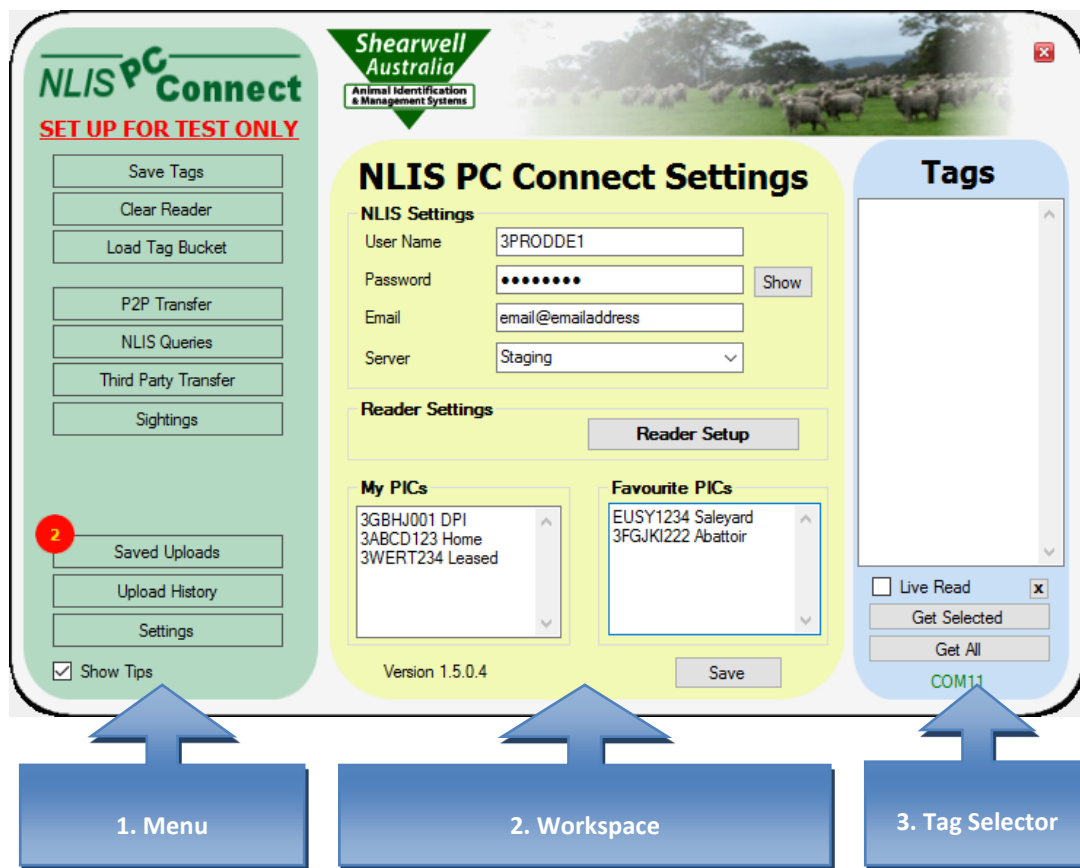 NLIS PC Connect
SET UP FOR TEST ONLY
Save Tags
Clear Reader
Load Tag Bucket
P2P Transfer
NLIS Queries
Third Party Transfer
Sightings
2
Saved Uploads
Upload History
Settings
Show Tips
Shearwell
Australia
Animal Identification
& Management Systems
NLIS PC Connect Settings
NLIS Settings
User Name 3PRODDE1
Password ●●●●●●●● Show
Email email@emailaddress
Server Staging
Reader Settings
Reader Setup
My PICs
3GBHJ001 DPI
3ABCD123 Home
3WERT234 Leased
Favourite PICs
EUSY1234 Saleyard
3FGJKI222 Abattoir
Version 1.5.0.4
Save
Tags
Live Read x
Get Selected
Get All
COM11
1. Menu
2. Workspace
3. Tag Selector